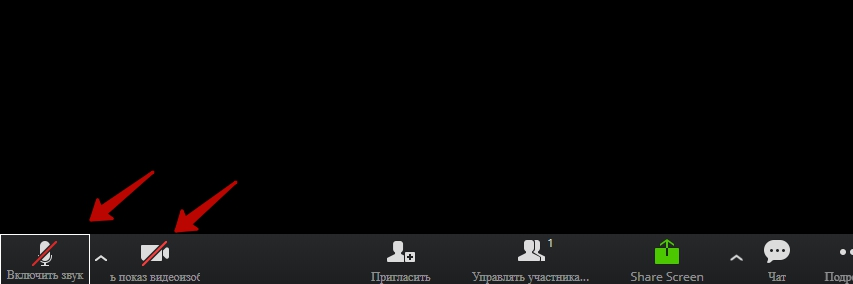 1
Включить звук
ь показ видеоизоб
Пригласить
Управлять участника...
Share Screen
Чат
Подро